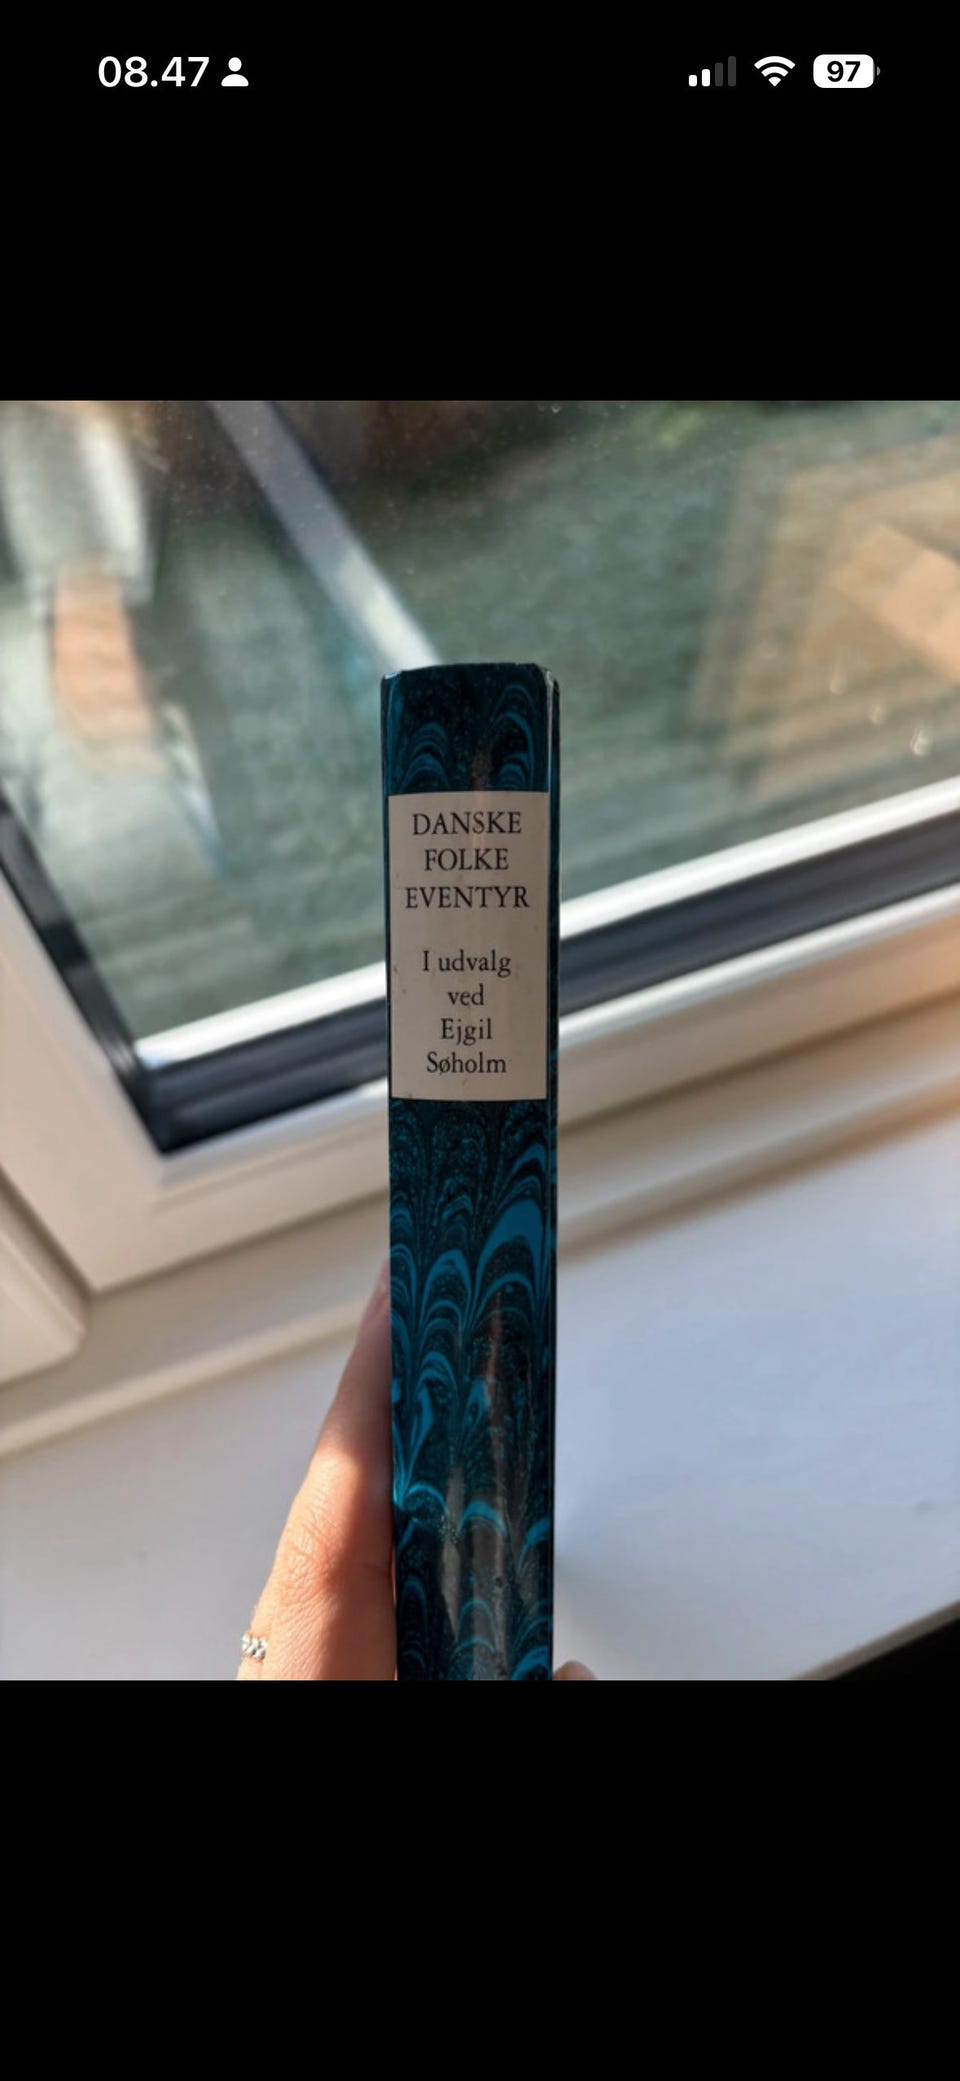 08.47
97
DANSKE
FOLKE
EVENTYR
I udvalg
ved
Ejgil
Søholm